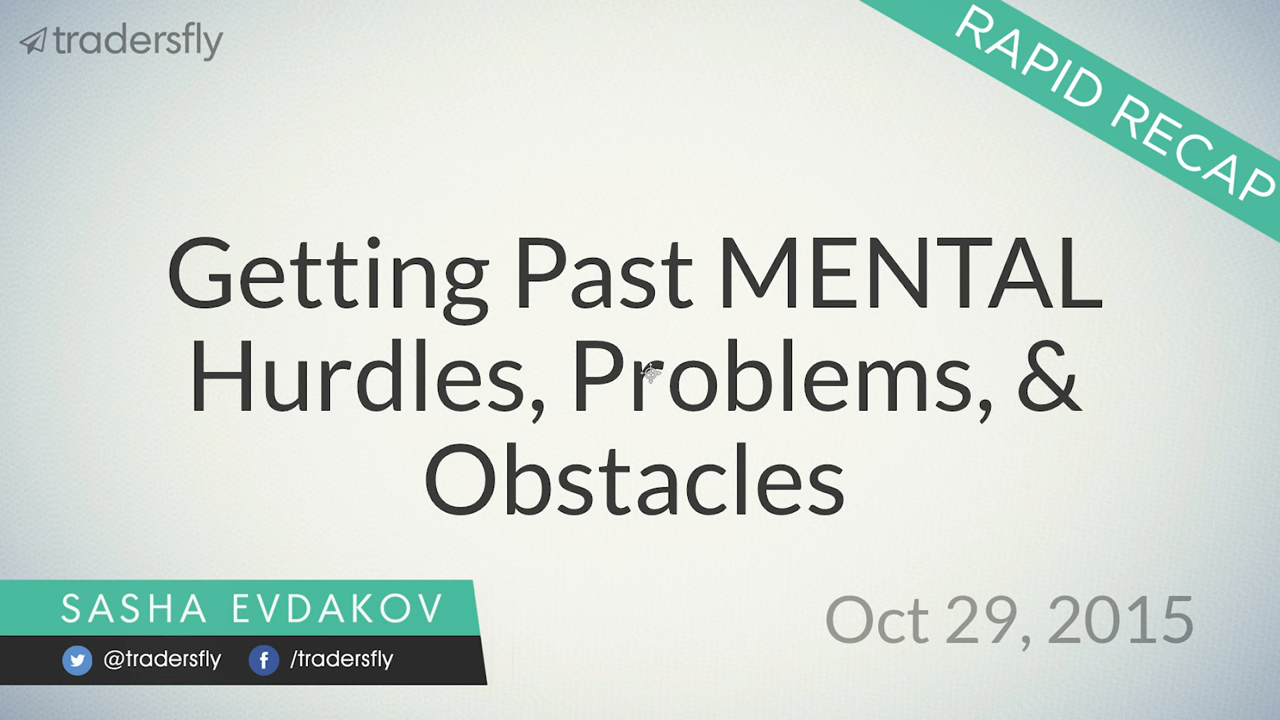 tradersfly
RAPID RECAP
Getting Past MENTAL
Hurdles, Problems, &
Obstacles
SASHA EVDAKOV
@tradersfly /tradersfly
Oct 29, 2015